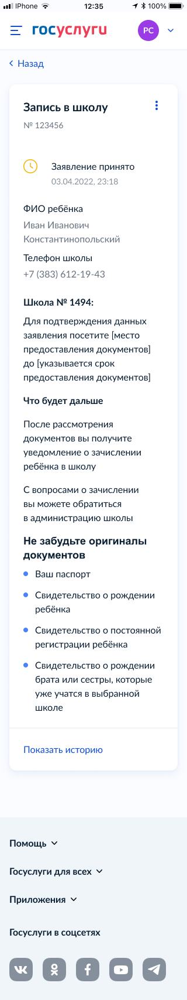 iPhone 12:35 100%
госуслуги РС
Назад
Запись в школу
№ 123456
Заявление принято
03.04.2022, 23:18
ФИО ребёнка
Иван Иванович
Константинопольский
Телефон школы
+7 (383) 612-19-43
Школа № 1494:
Для подтверждения данных
заявления посетите [место
предоставления документов]
до [указывается срок
предоставления документов]
Что будет дальше
После рассмотрения
документов вы получите
уведомление о зачислении
ребёнка в школу
С вопросами о зачислении
вы можете обратиться
в администрацию школы
Не забудьте оригиналы
документов
Ваш паспорт
Свидетельство о рождении
ребёнка
Свидетельство о постоянной
регистрации ребёнка
Свидетельство о рождении
брата или сестры, которые
уже учатся в выбранной
школе
Показать историю
Помощь
Госуслуги для всех
Приложения
Госуслуги в соцсетях